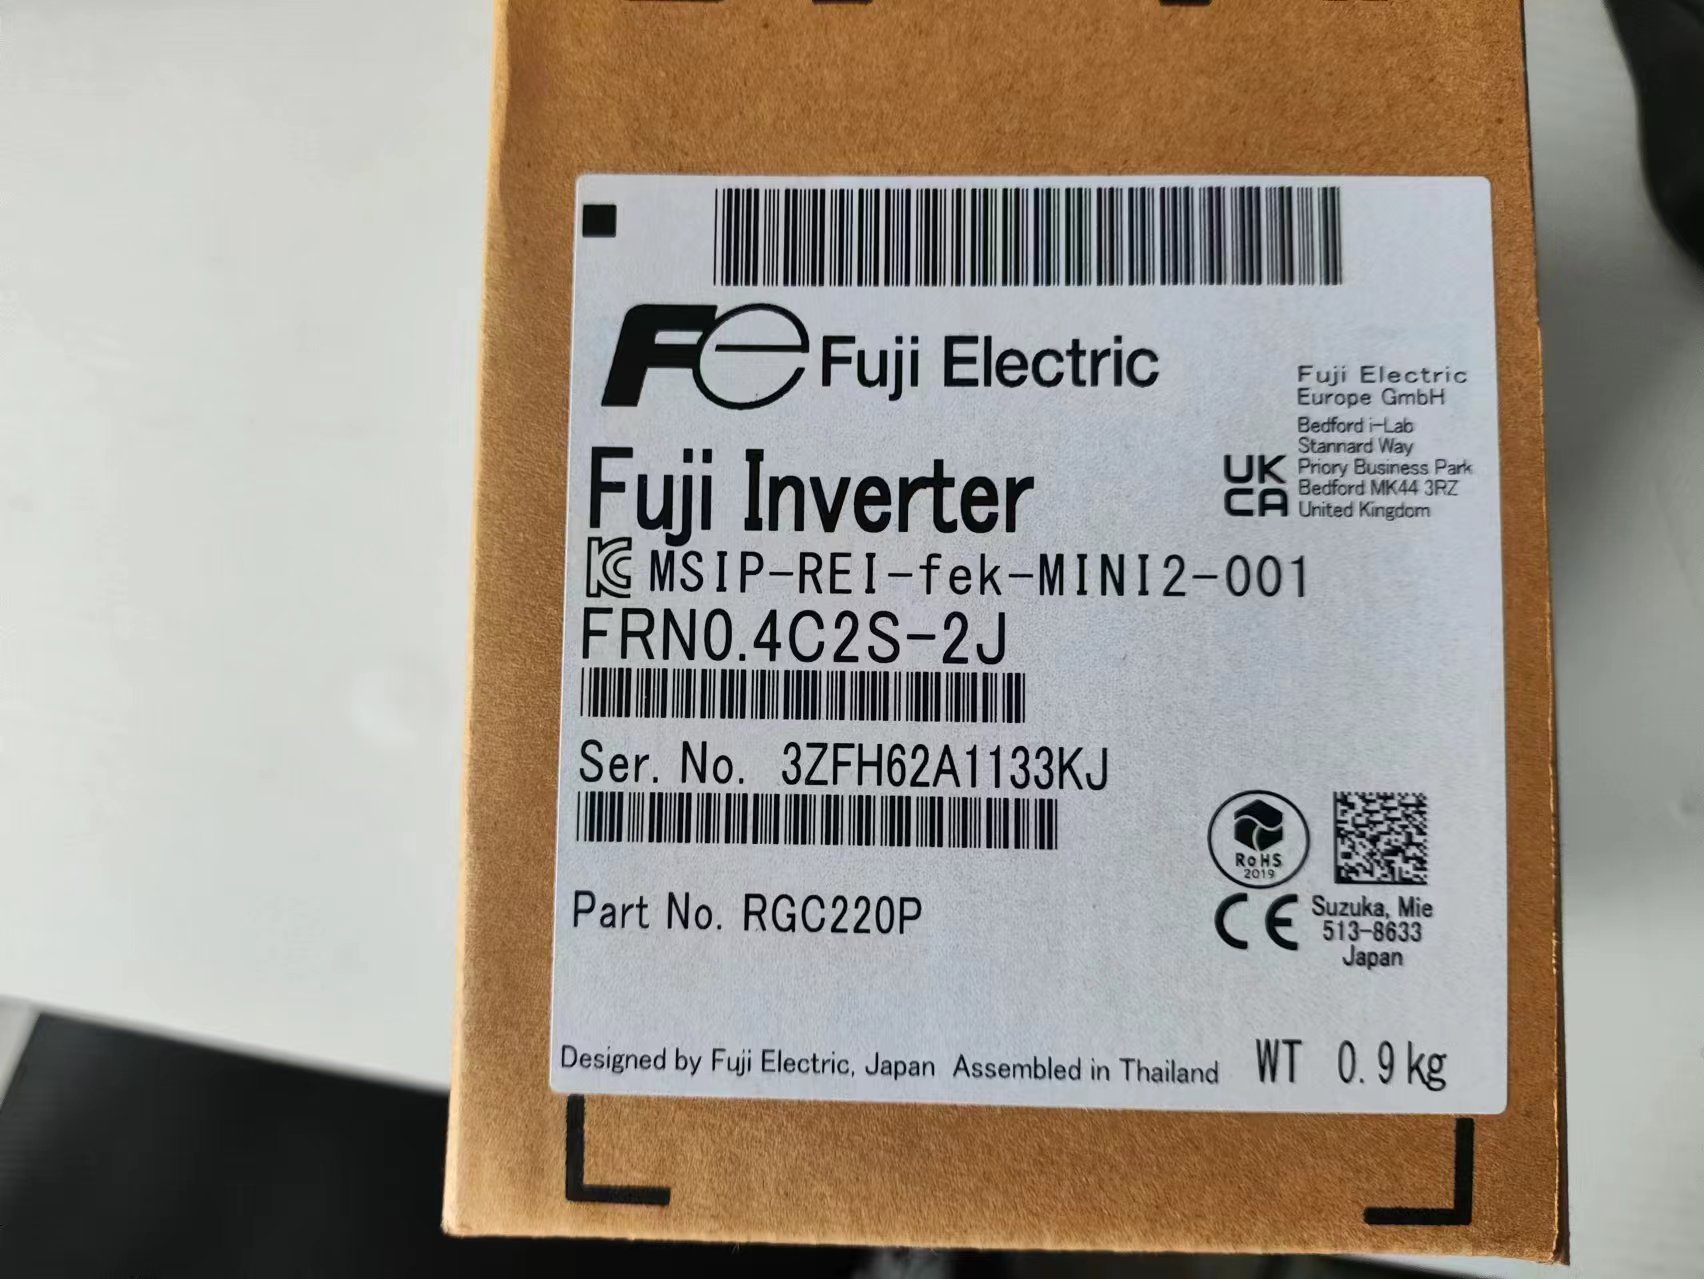 Fe Fuji Electric
Fuji Electric
Europe GmbH
Bedford i-Lab
Stannard Way
Priory Business Park
Bedford MK44 3RZ
United Kingdom
UK
CA
Fuji Inverter
KC MSIP-REI-fek-MINI2-001
FRN0.4C2S-2J
Ser. No. 3ZFH62A1133KJ
Part No. RGC220P
RoHS
2019
CE
Suzuka, Mie
513-8633
Japan
Designed by Fuji Electric, Japan Assembled in Thailand
WT 0.9kg